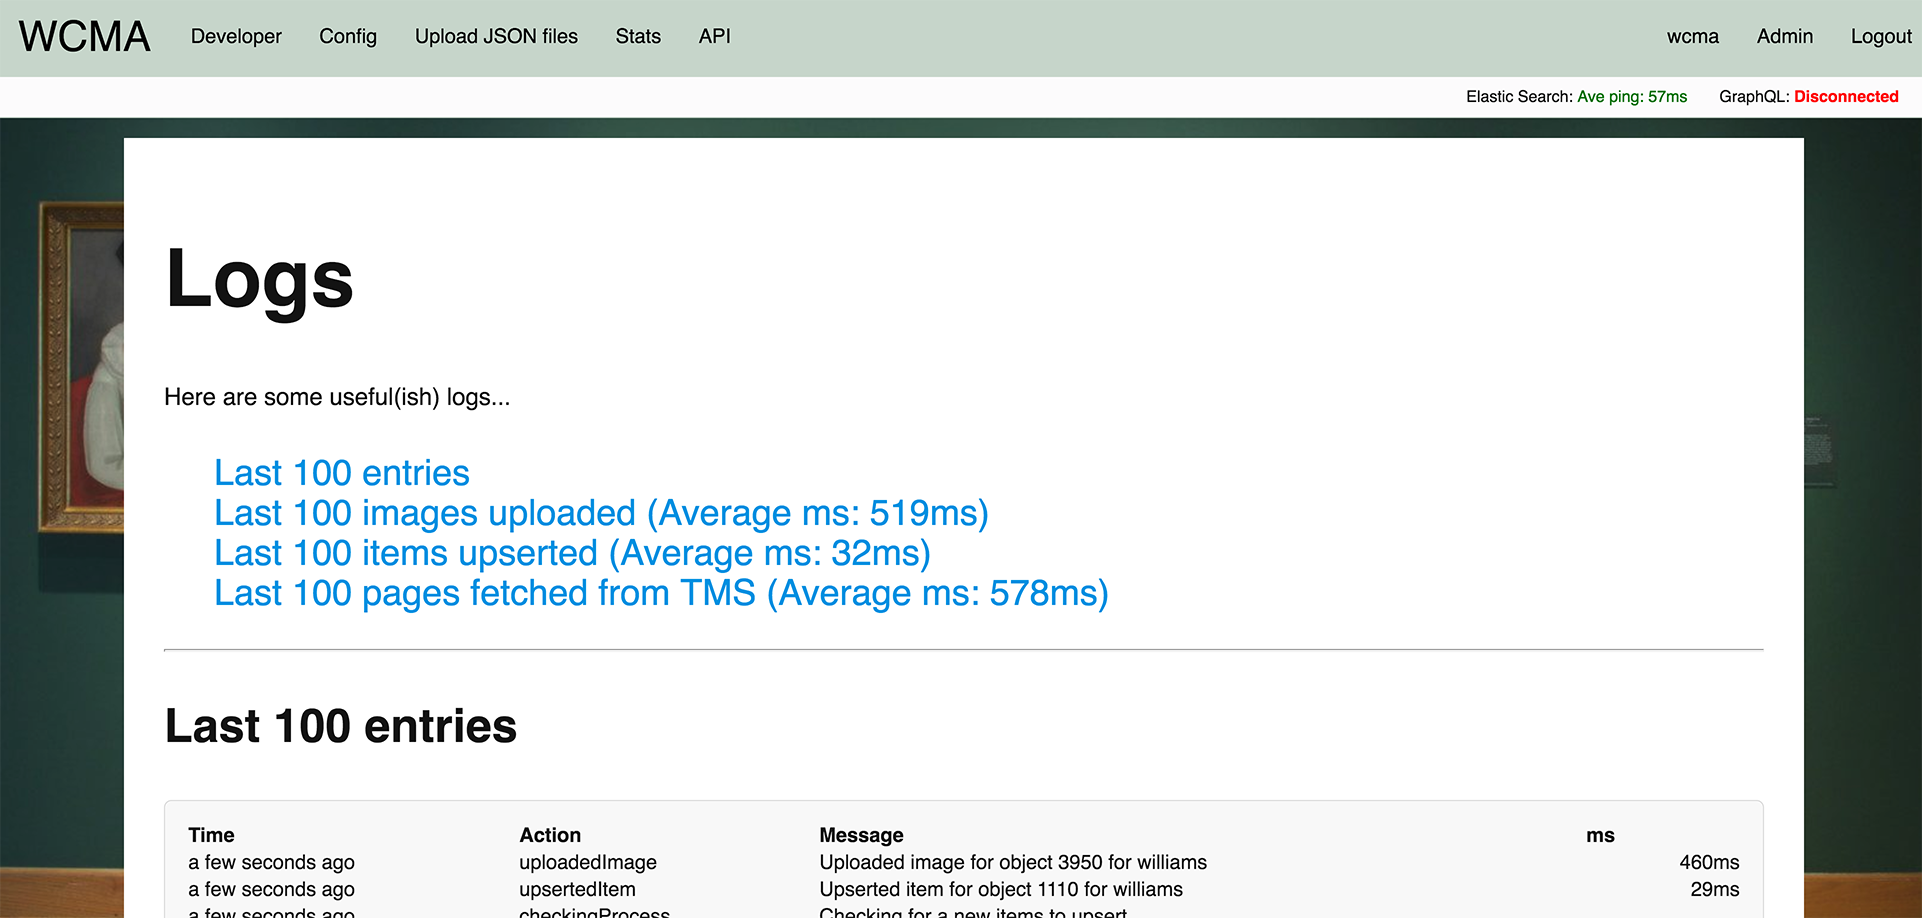 WCMA Developer Config Upload JSON files Stats API wcma Admin Logout
Elastic Search: Ave ping: 57ms GraphQL: Disconnected
Logs
Here are some useful(ish) logs...
Last 100 entries
Last 100 images uploaded (Average ms: 519ms)
Last 100 items upserted (Average ms: 32ms)
Last 100 pages fetched from TMS (Average ms: 578ms)
Last 100 entries
Time Action Message ms
a few seconds ago uploadedImage Uploaded image for object 3950 for williams 460ms
a few seconds ago upsertedItem Upserted item for object 1110 for williams 29ms
a few seconds ago checkingProcess Checking for a new items to upsert